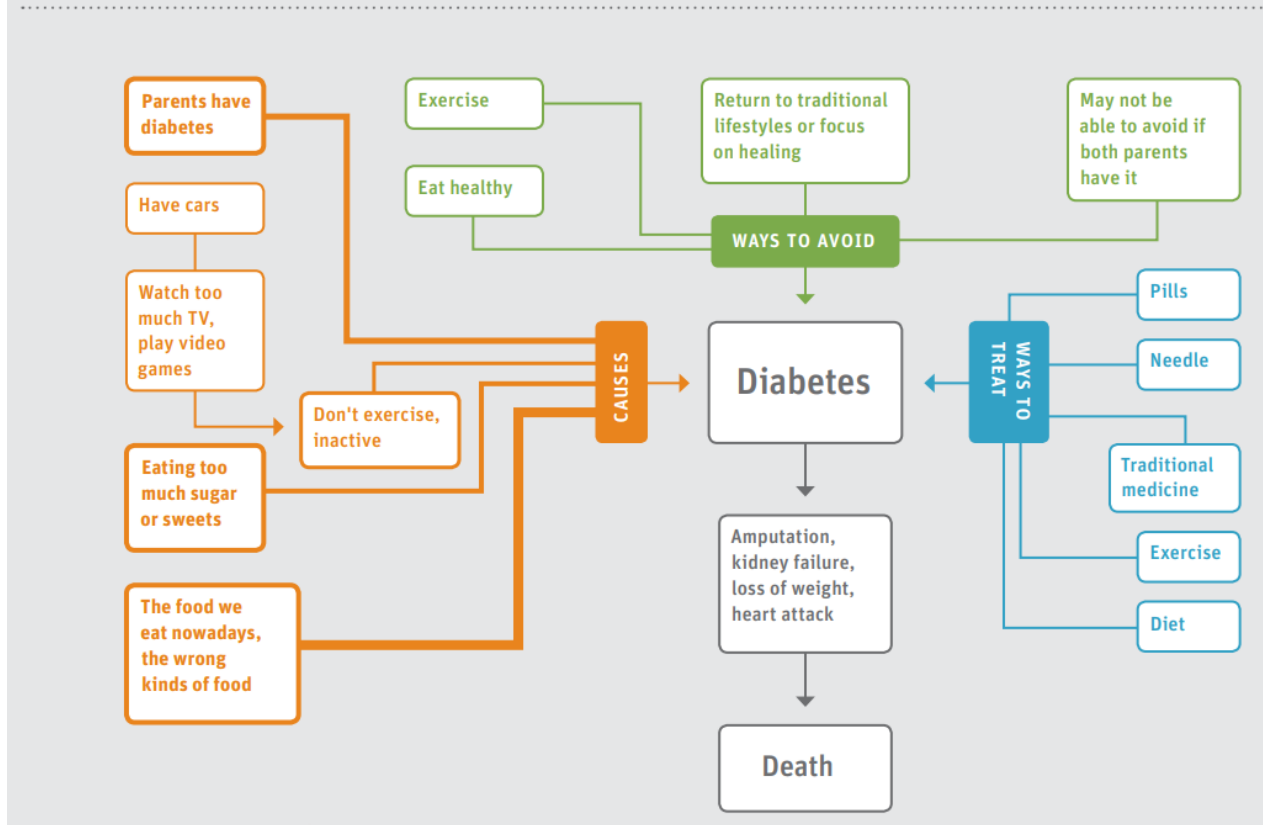 Parents have
diabetes
Have cars
Watch too
much TV,
play video
games
Don't exercise,
inactive
Eating too
much sugar
or sweets
The food we
eat nowadays,
the wrong
kinds of food
CAUSES
Exercise
Eat healthy
Return to traditional
lifestyles or focus
on healing
May not be
able to avoid if
both parents
have it
WAYS TO AVOID
Diabetes
Amputation,
kidney failure,
loss of weight,
heart attack
Death
WAYS TO
TREAT
Pills
Needle
Traditional
medicine
Exercise
Diet